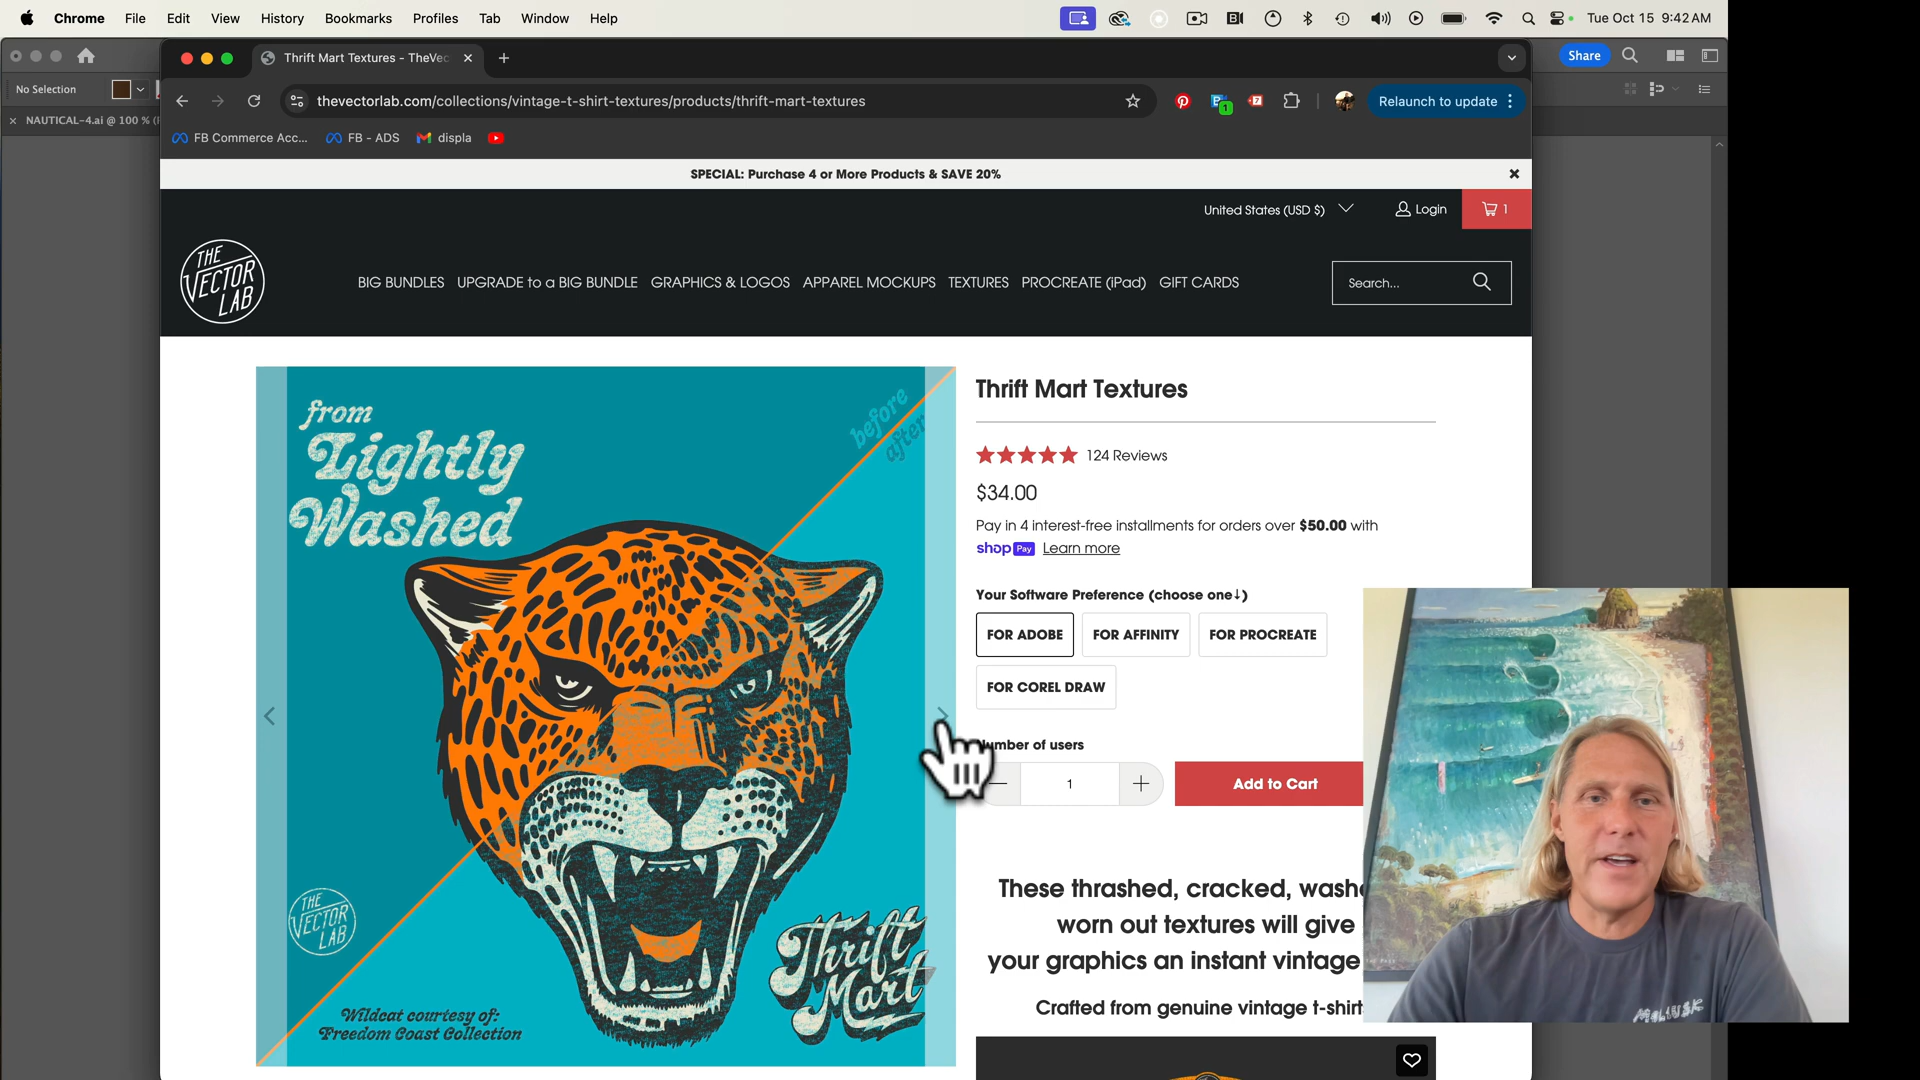 Chrome File Edit View History Bookmarks Profiles Tab Window Help
Tue Oct 15 9:42 AM
Thrift Mart Textures - TheVec
Share
No Selection
thevectorlab.com/collections/vintage-t-shirt-textures/products/thrift-mart-textures
Relaunch to update
NAUTICAL-4.ai @ 100 %
FB Commerce Acc... FB - ADS displa
SPECIAL: Purchase 4 or More Products & SAVE 20%
United States (USD $) Login 1
THE
VECTOR
LAB
BIG BUNDLES UPGRADE to a BIG BUNDLE GRAPHICS & LOGOS APPAREL MOCKUPS TEXTURES PROCREATE (iPad) GIFT CARDS
Search...
from
Lightly
Washed
before
after
THE
VECTOR
LAB
Thrift
Mart
Wildcat courtesy of:
Freedom Coast Collection
Thrift Mart Textures
124 Reviews
$34.00
Pay in 4 interest-free installments for orders over $50.00 with
shop Pay Learn more
Your Software Preference (choose one↓)
FOR ADOBE FOR AFFINITY FOR PROCREATE
FOR COREL DRAW
umber of users
1
Add to Cart
These thrashed, cracked, washe
worn out textures will give
your graphics an instant vintage
Crafted from genuine vintage t-shirt